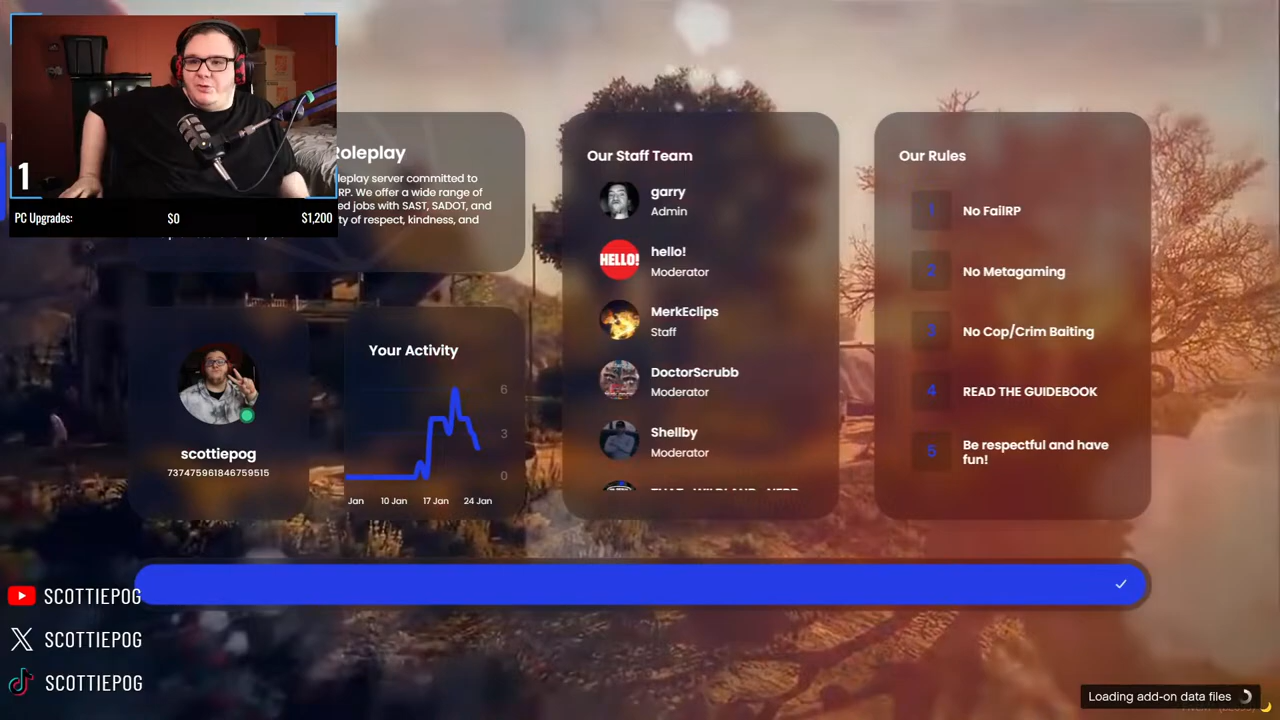 1
PC Upgrades: $0 $1,200
Roleplay
roleplay server committed to
RP. We offer a wide range of
jobs with SAST, SADOT, and
of respect, kindness, and
scottiepog
737475961846759515
Your Activity
6
3
0
Jan 10 Jan 17 Jan 24 Jan
Our Staff Team
garry
Admin
hello!
HELLO!
Moderator
MerkEclips
Staff
DoctorScrubb
Moderator
Shellby
Moderator
Our Rules
1 No FailRP
2 No Metagaming
3 No Cop/Crim Baiting
4 READ THE GUIDEBOOK
5 Be respectful and have
fun!
SCOTTIEPOG
SCOTTIEPOG
SCOTTIEPOG
Loading add-on data files